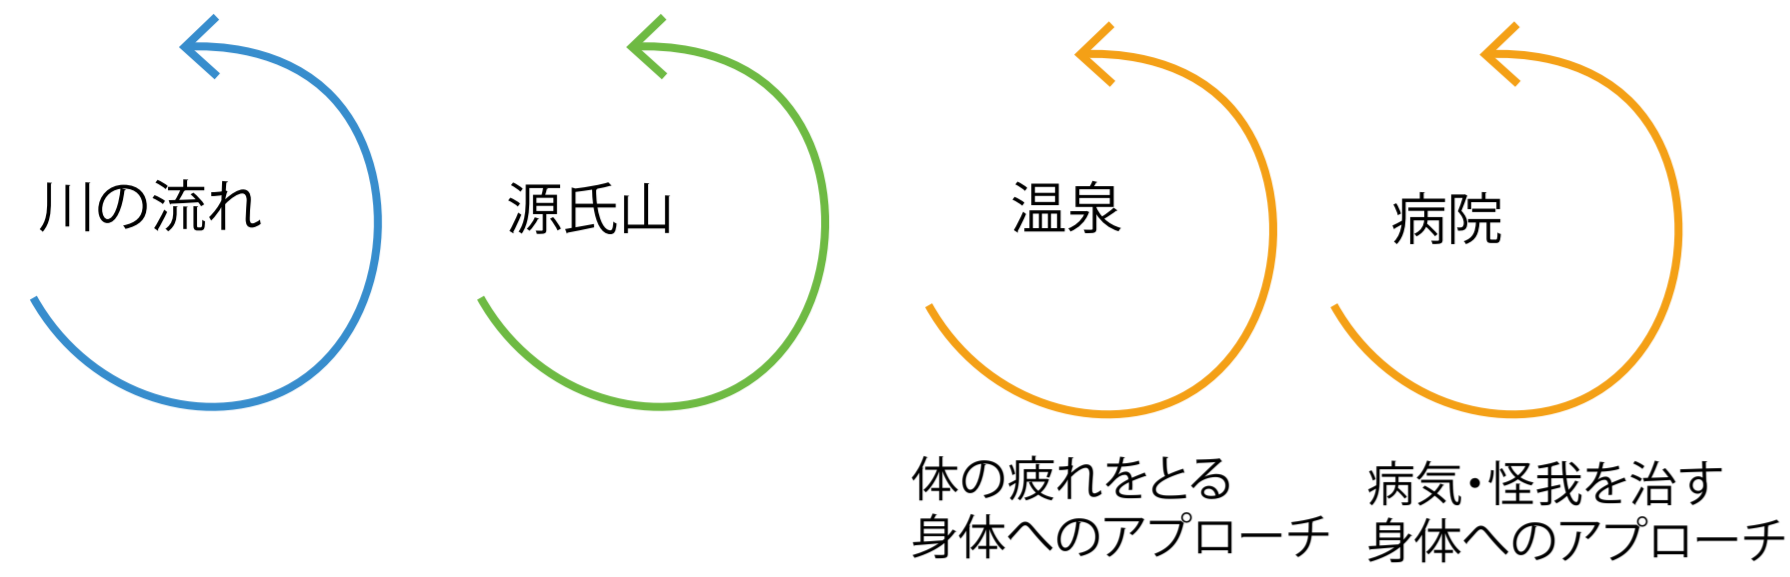 川の流れ
源氏山
温泉
病院
体の疲れをとる
身体へのアプローチ
病気・怪我を治す
身体へのアプローチ